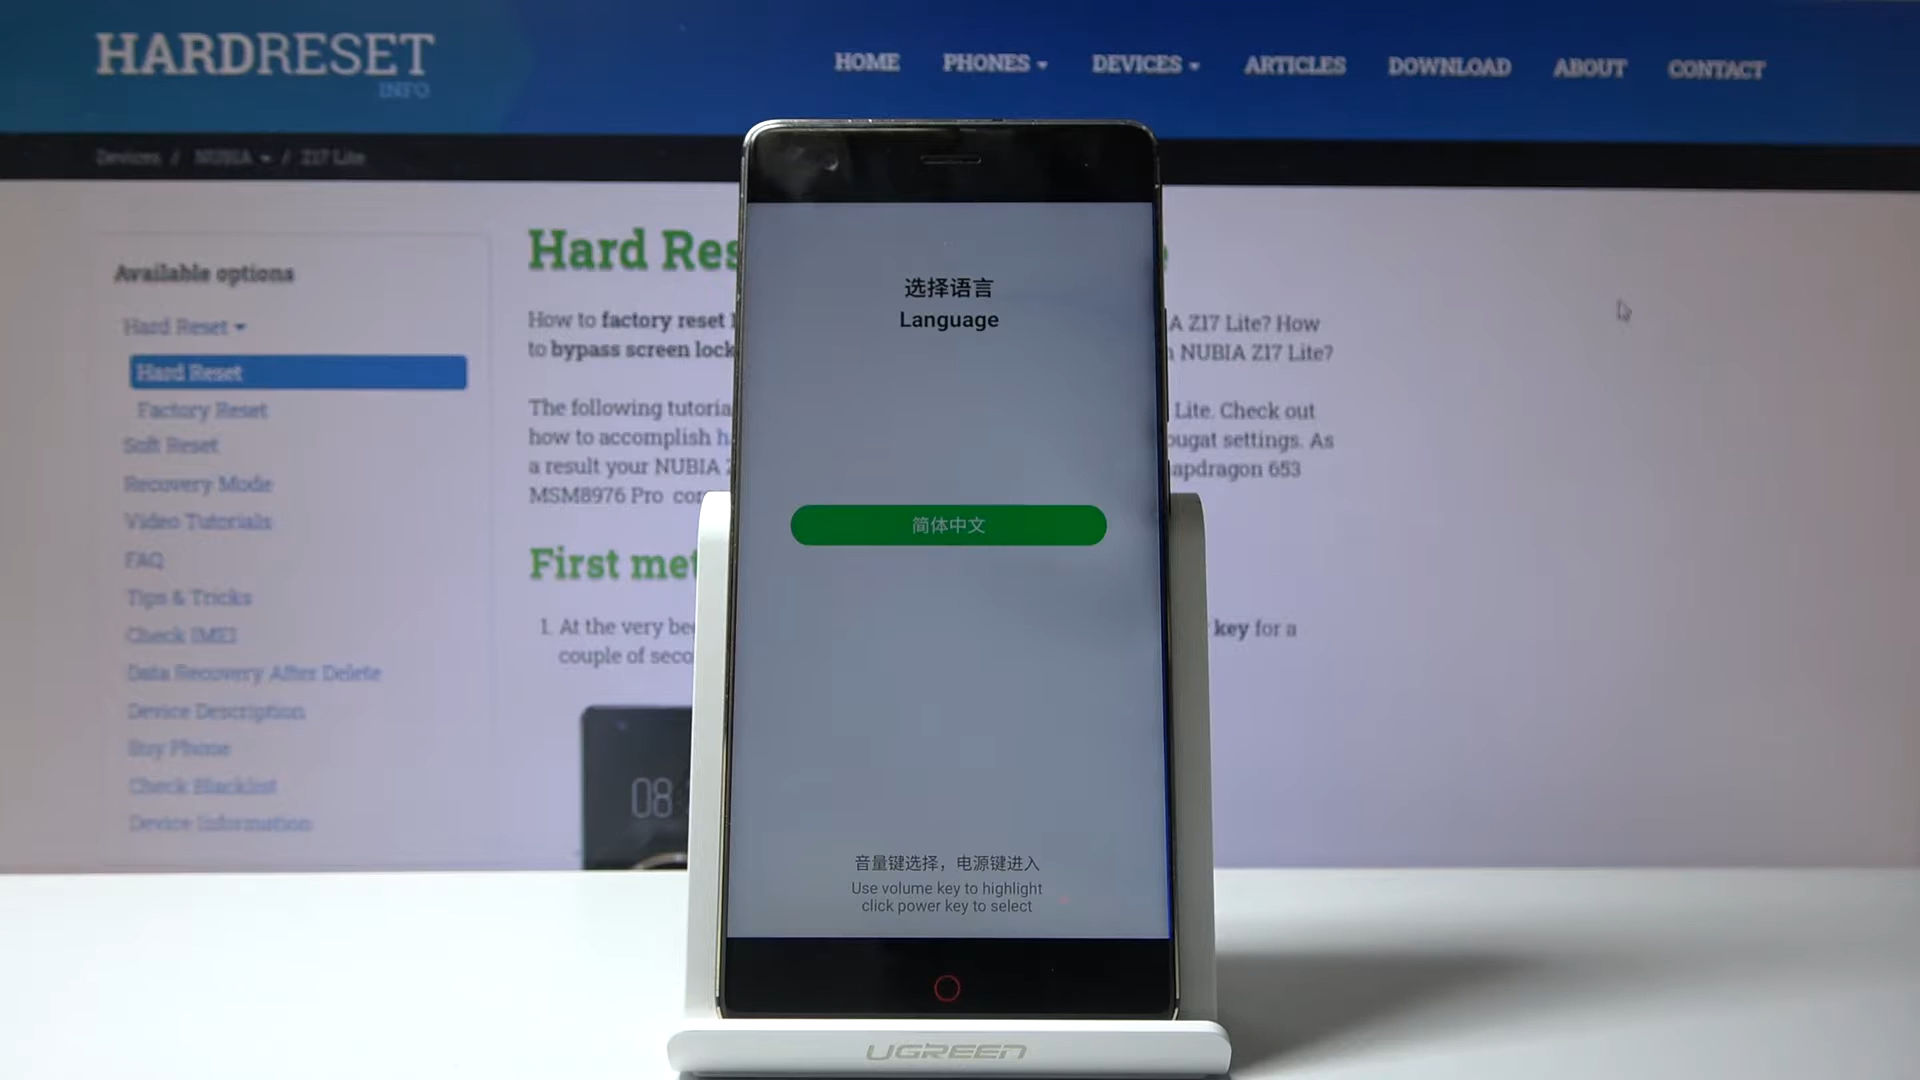 HARDRESET
INFO
HOME
PHONES
DEVICES
ARTICLES
DOWNLOAD
ABOUT
CONTACT
Devices / NUBIA / Z17 Lite
Available options
Hard Reset
Hard Reset
Factory Reset
Soft Reset
Recovery Mode
Video Tutorials
FAQ
Tips & Tricks
Check IMEI
Data Recovery After Delete
Device Description
Buy Phone
Check Blacklist
Device Information
Hard Res
How to factory reset
A Z17 Lite? How
to bypass screen lock
NUBIA Z17 Lite?
The following tutoria
Lite. Check out
how to accomplish h
ougat settings. As
a result your NUBIA
apdragon 653
MSM8976 Pro cor
First met
1. At the very be
key for a
couple of seco
08
选择语言
Language
简体中文
音量键选择，电源键进入
Use volume key to highlight
click power key to select
UGREEN